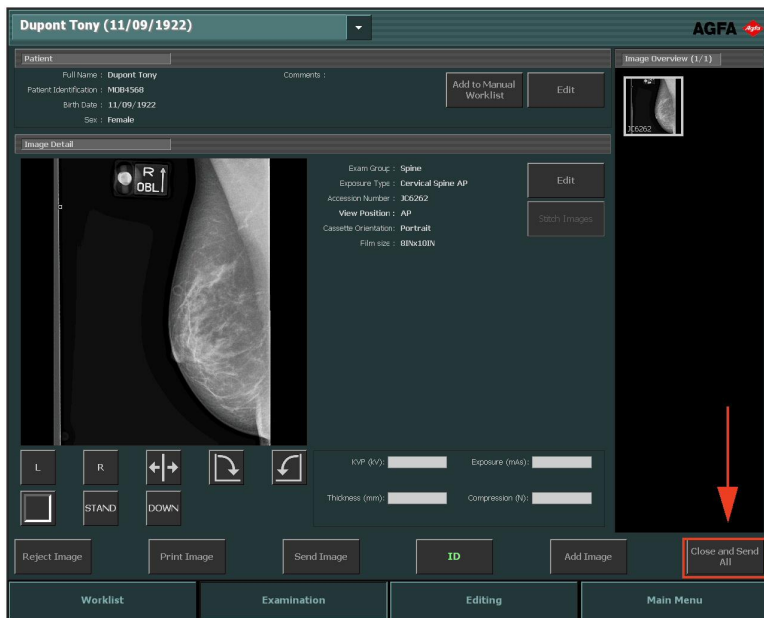 Dupont Tony (11/09/1922)
AGFA Agfa
Patient
Full Name : Dupont Tony
Patient Identification : MOB4568
Birth Date : 11/09/1922
Sex : Female
Comments :
Add to Manual
Worklist
Edit
Image Overview (1/1)
JC6262
Image Detail
R
OBL
Exam Group : Spine
Exposure Type : Cervical Spine AP
Accession Number : JC6262
View Position : AP
Cassette Orientation: Portrait
Film size : 8INx10IN
Edit
Stitch Images
L
R
STAND
DOWN
KVP (kV):
Exposure (mAs):
Thickness (mm):
Compression (N):
Reject Image
Print Image
Send Image
ID
Add Image
Close and Send
All
Worklist
Examination
Editing
Main Menu